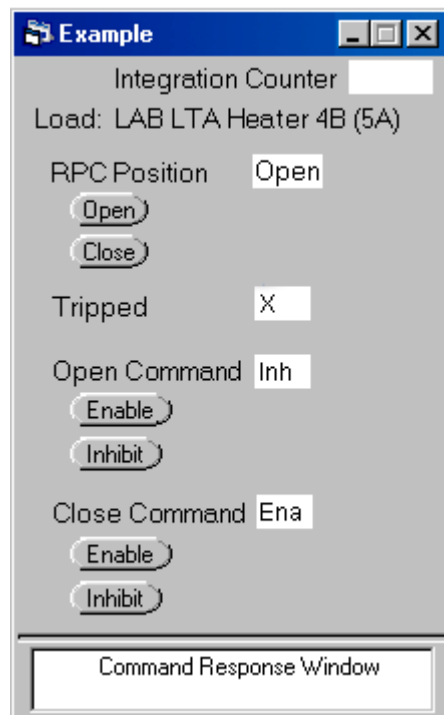 Example
Integration Counter
Load: LAB LTA Heater 4B (5A)
RPC Position Open
Open
Close
Tripped X
Open Command Inh
Enable
Inhibit
Close Command Ena
Enable
Inhibit
Command Response Window